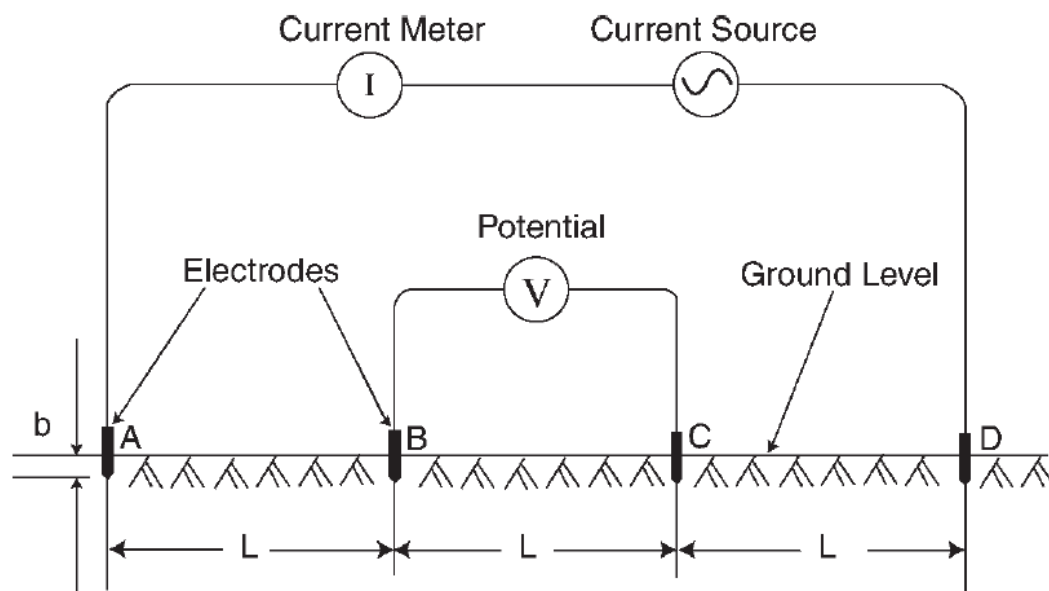 Current Meter
Current Source
I
Potential
Electrodes
V
Ground Level
b
A
B
C
D
L
L
L